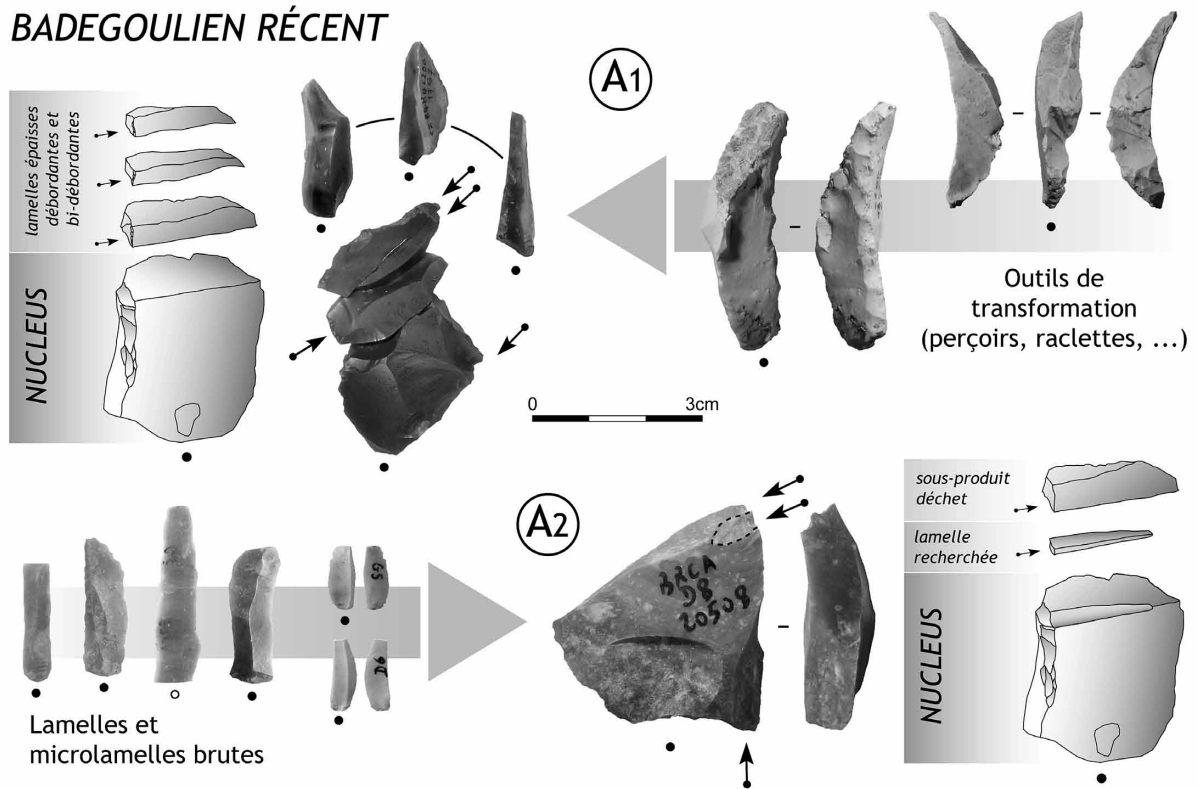 BADEGOULIEN RÉCENT
A1
lamelles épaisses
débordantes et
bi-débordantes
NUCLEUS
Outils de
transformation
(perçoirs, raclettes, ...)
0 3cm
A2
Lamelles et
microlamelles brutes
G5
BRCA
D8
20508
sous-produit
déchet
lamelle
recherchée
NUCLEUS